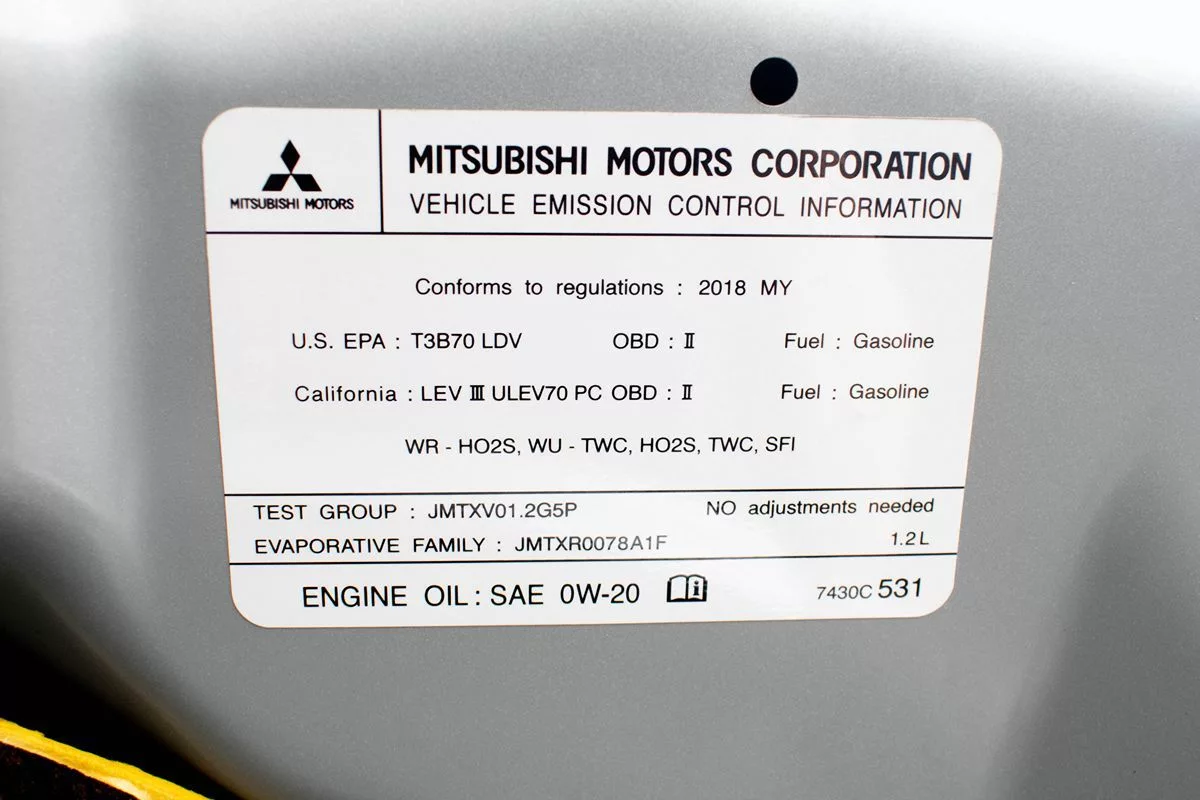 MITSUBISHI MOTORS
MITSUBISHI MOTORS CORPORATION
VEHICLE EMISSION CONTROL INFORMATION
Conforms to regulations : 2018 MY
U.S. EPA : T3B70 LDV OBD : Ⅱ Fuel : Gasoline
California : LEV Ⅲ ULEV70 PC OBD : Ⅱ Fuel : Gasoline
WR - HO2S, WU - TWC, HO2S, TWC, SFI
TEST GROUP : JMTXV01.2G5P NO adjustments needed
EVAPORATIVE FAMILY : JMTXR0078A1F 1.2 L
ENGINE OIL : SAE 0W-20 7430C 531